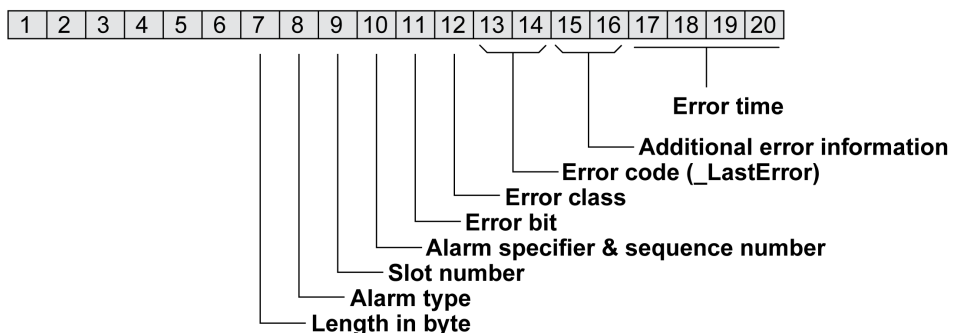 1 2 3 4 5 6 7 8 9 10 11 12 13 14 15 16 17 18 19 20
Error time
Additional error information
Error code (_LastError)
Error class
Error bit
Alarm specifier & sequence number
Slot number
Alarm type
Length in byte